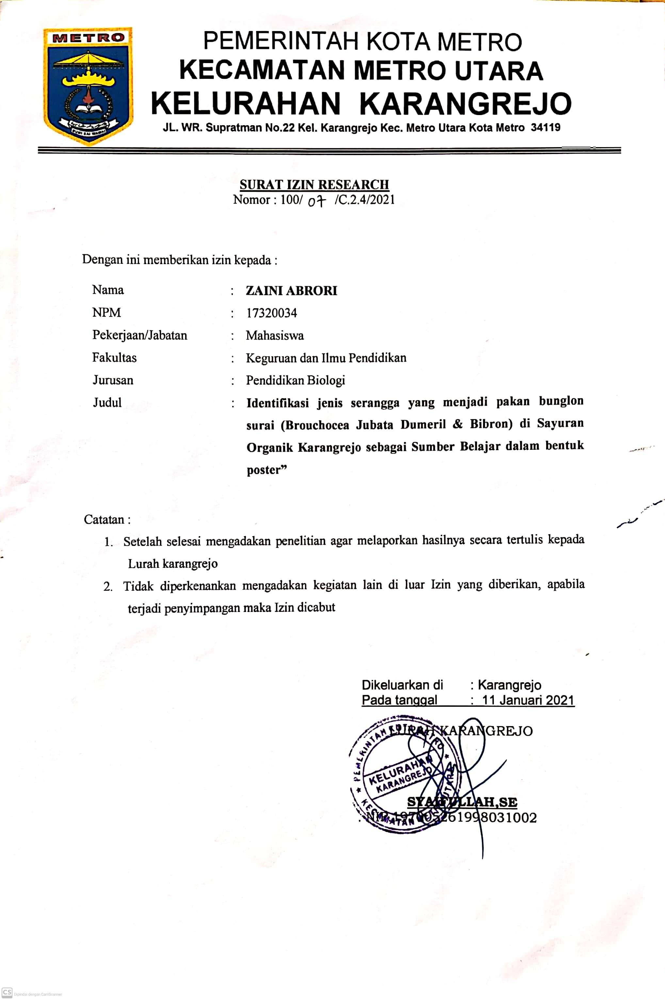 METRO
BUMI SAI WAWAI
PEMERINTAH KOTA METRO
KECAMATAN METRO UTARA
KELURAHAN KARANGREJO
JL. WR. Supratman No.22 Kel. Karangrejo Kec. Metro Utara Kota Metro 34119
SURAT IZIN RESEARCH
Nomor : 100/ 07 /C.2.4/2021
Dengan ini memberikan izin kepada :
Nama : ZAINI ABRORI
NPM : 17320034
Pekerjaan/Jabatan : Mahasiswa
Fakultas : Keguruan dan Ilmu Pendidikan
Jurusan : Pendidikan Biologi
Judul : Identifikasi jenis serangga yang menjadi pakan bunglon
surai (Brouchocea Jubata Dumeril & Bibron) di Sayuran
Organik Karangrejo sebagai Sumber Belajar dalam bentuk
poster”
Catatan :
1. Setelah selesai mengadakan penelitian agar melaporkan hasilnya secara tertulis kepada
Lurah karangrejo
2. Tidak diperkenankan mengadakan kegiatan lain di luar Izin yang diberikan, apabila
terjadi penyimpangan maka Izin dicabut
Dikeluarkan di : Karangrejo
Pada tanggal : 11 Januari 2021
LURAH KARANGREJO
PEMERINTAH KOTA METRO
KELURAHAN
KARANGREJO
KECAMATAN METRO UTARA
SYAIFULLAH,SE
NIP.197005261998031002
CS Dipindai dengan CamScanner